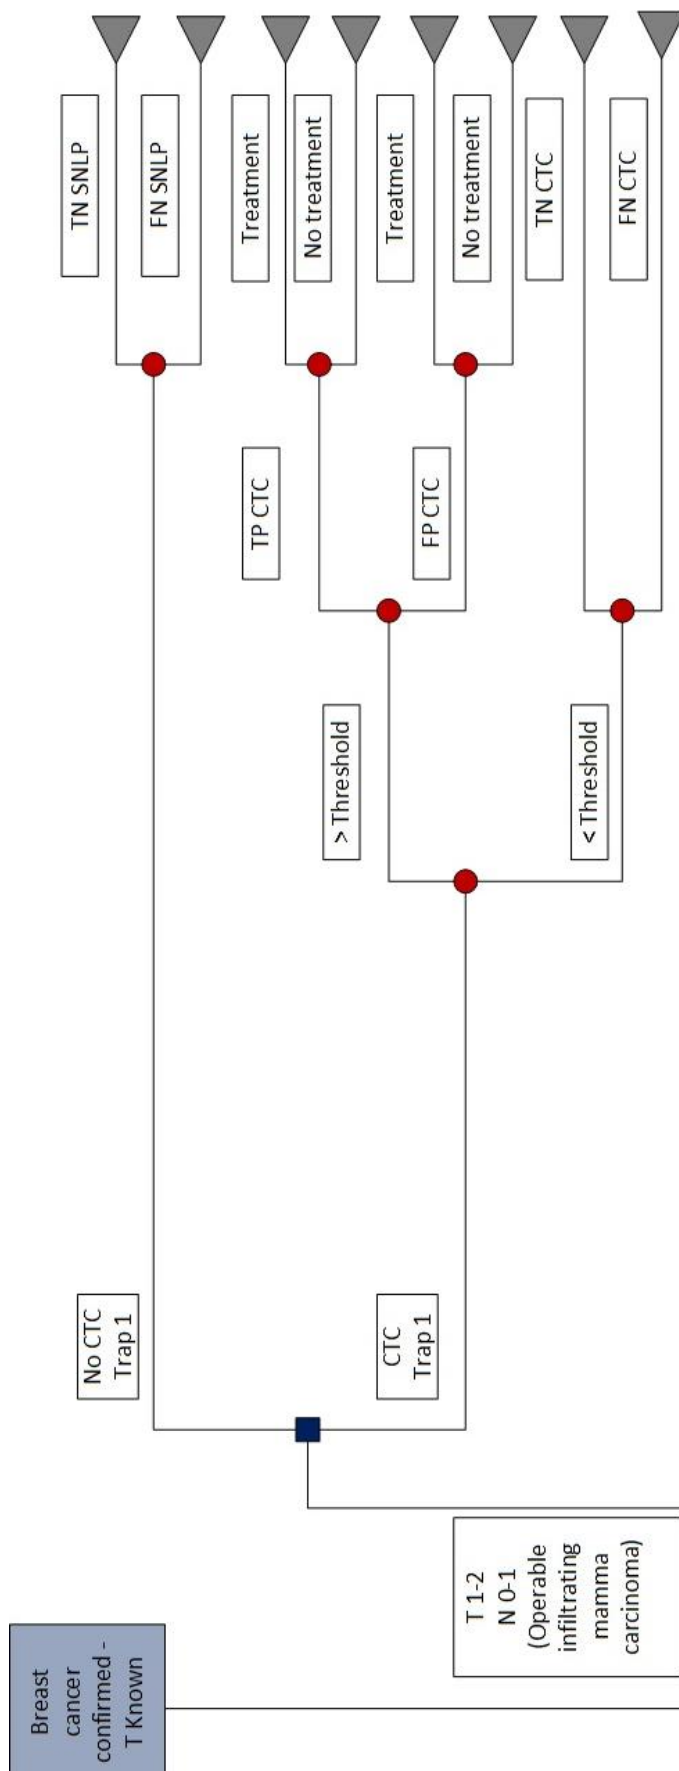 Breast
cancer
confirmed -
T Known
T 1-2
N 0-1
(Operable
infiltrating
mamma
carcinoma)
No CTC
Trap 1
CTC
Trap 1
> Threshold
< Threshold
TP CTC
FP CTC
TN SNLP
FN SNLP
Treatment
No treatment
Treatment
No treatment
TN CTC
FN CTC